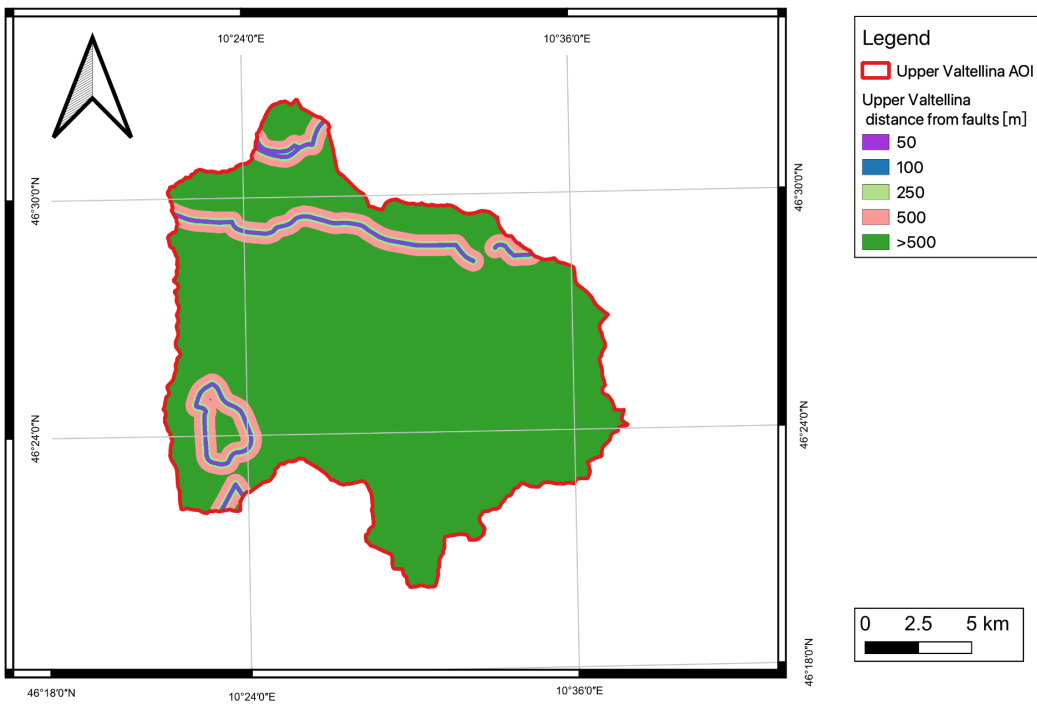 10°24'0"E
10°36'0"E
46°30'0"N
46°30'0"N
46°24'0"N
46°24'0"N
46°18'0"N
46°18'0"N
10°24'0"E
10°36'0"E
Legend
Upper Valtellina AOI
Upper Valtellina
distance from faults [m]
50
100
250
500
>500
0 2.5 5 km